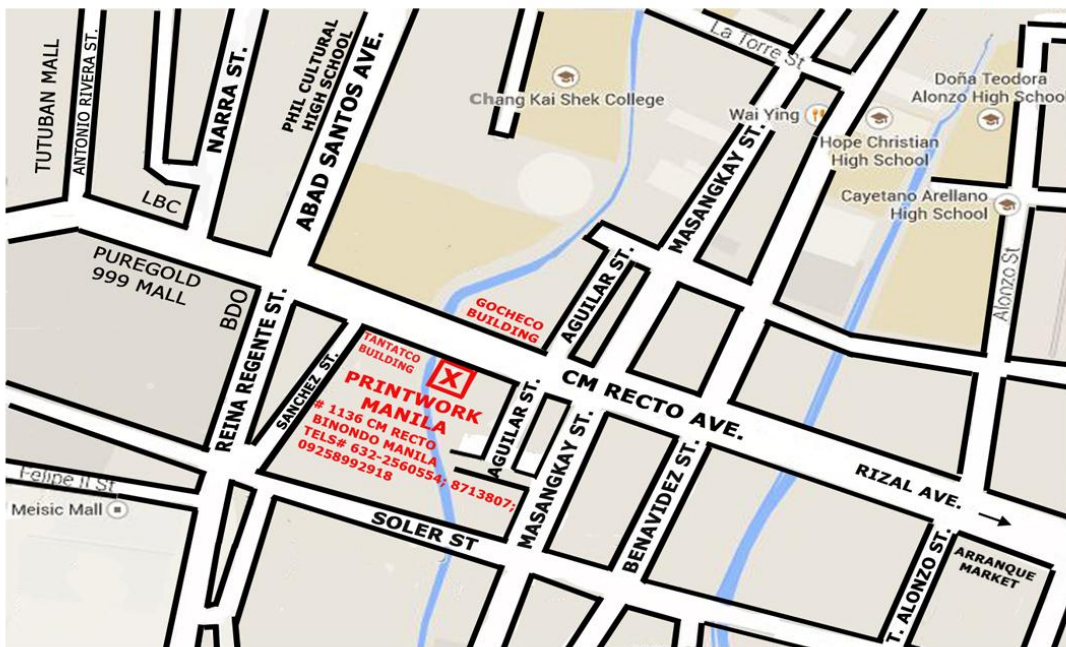 TUTUBAN MALL
ANTONIO RIVERA ST.
LBC
NARRA ST.
PHIL CULTURAL
HIGH SCHOOL
ABAD SANTOS AVE.
Chang Kai Shek College
La Torre St
Wai Ying
MASANGKAY ST.
Hope Christian
High School
Doña Teodora
Alonzo High School
Cayetano Arellano
High School
Alonzo St
PUREGOLD
999 MALL
BDO
REINA REGENTE ST.
SANCHEZ ST.
TANTATCO
BUILDING
GOCHECO
BUILDING
AGUILAR ST.
X
PRINTWORK
MANILA
# 1136 CM RECTO
BINONDO MANILA
TELS# 632-2560554; 8713807;
09258992918
CM RECTO AVE.
AGUILAR ST.
MASANGKAY ST.
BENAVIDEZ ST.
RIZAL AVE.
T. ALONZO ST.
ARRANQUE
MARKET
Felipe II St
Meisic Mall
SOLER ST